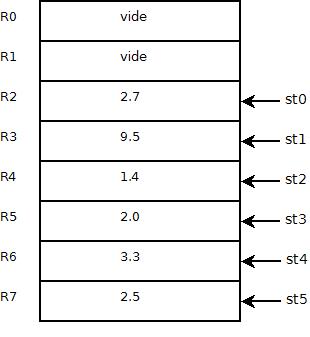 R0 vide
R1 vide
R2 2.7 st0
R3 9.5 st1
R4 1.4 st2
R5 2.0 st3
R6 3.3 st4
R7 2.5 st5